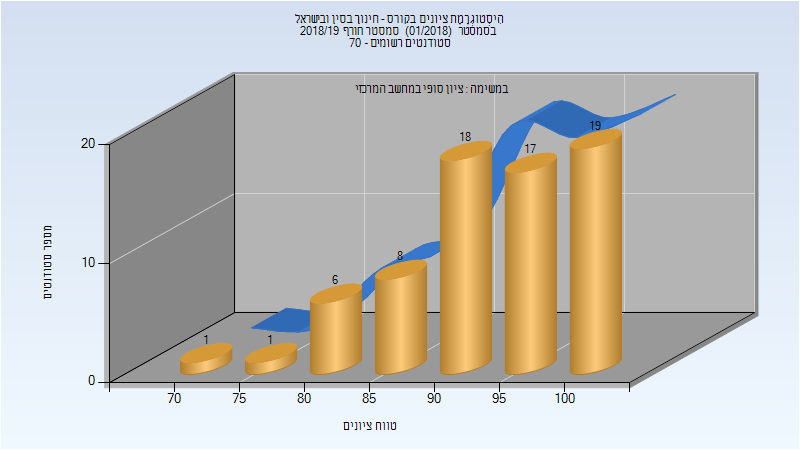 היסטוגרמת ציונים בקורס - חינוך בסין ובישראל
בסמסטר (01/2018) סמסטר חורף 2018/19
סטודנטים רשומים - 70
במשימה : ציון סופי במחשב המרכזי
מספר סטודנטים
20
10
0
1
1
6
8
18
17
19
70
75
80
85
90
95
100
טווח ציונים